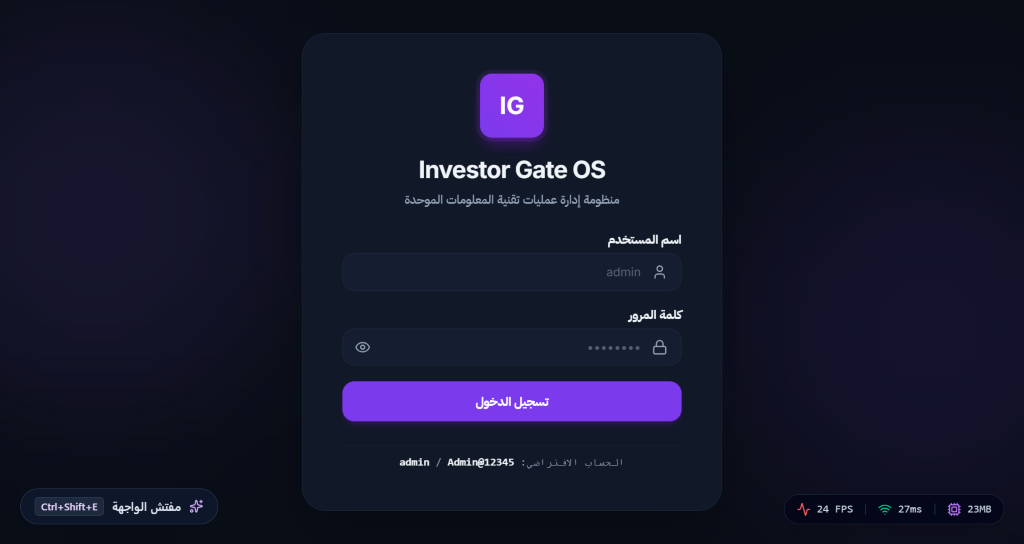 IG
Investor Gate OS
منظومة إدارة عمليات تقنية المعلومات الموحدة
اسم المستخدم
admin
كلمة المرور
••••••••
تسجيل الدخول
الحساب الافتراضي: admin / Admin@12345
مفتش الواجهة Ctrl+Shift+E
24 FPS 27ms 23MB